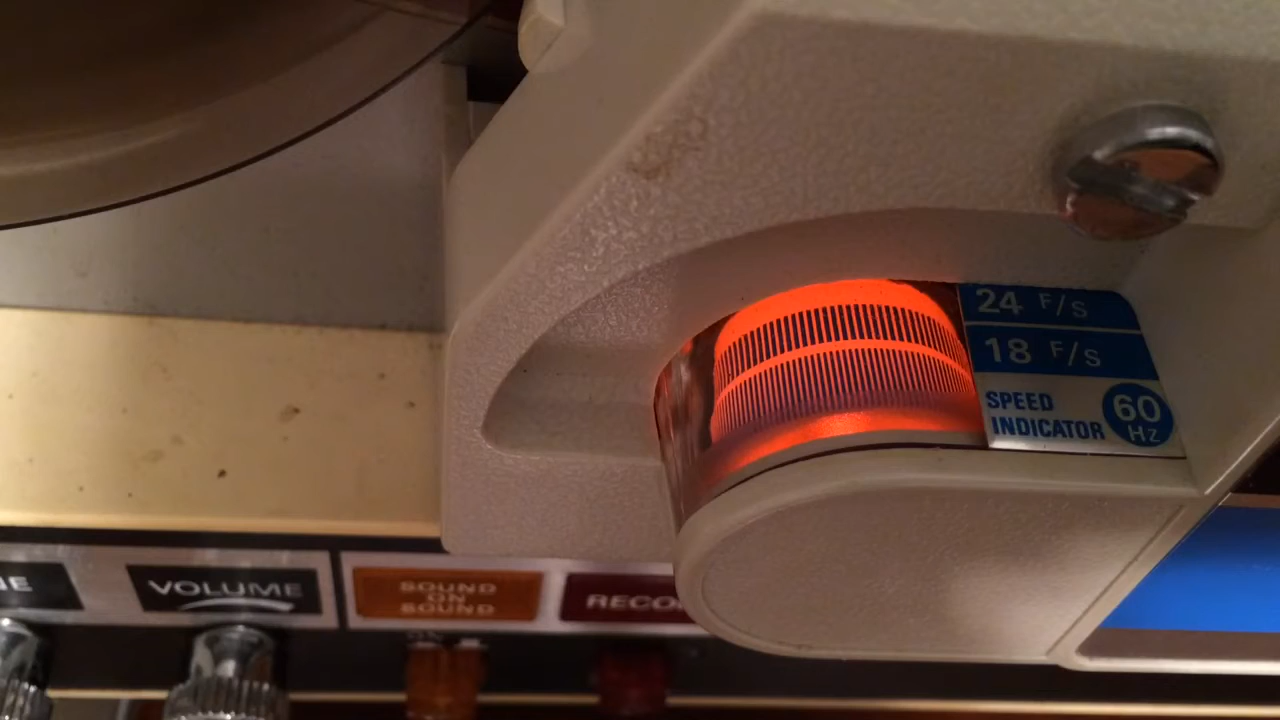 24 F/S
18 F/S
SPEED
INDICATOR
60
Hz
VOLUME
SOUND
ON
SOUND